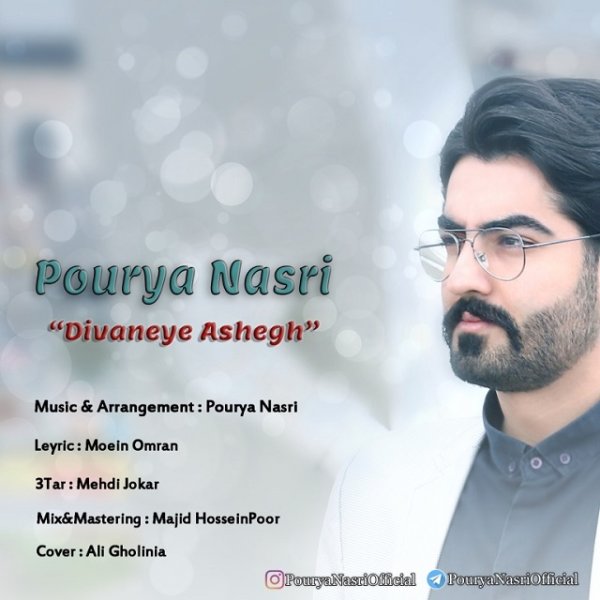 Pourya Nasri
“Divaneye Ashegh”
Music & Arrangement : Pourya Nasri
Leyric : Moein Omran
3Tar : Mehdi Jokar
Mix&Mastering : Majid HosseinPoor
Cover : Ali Gholinia
PouryaNasriOfficial PouryaNasriOfficial